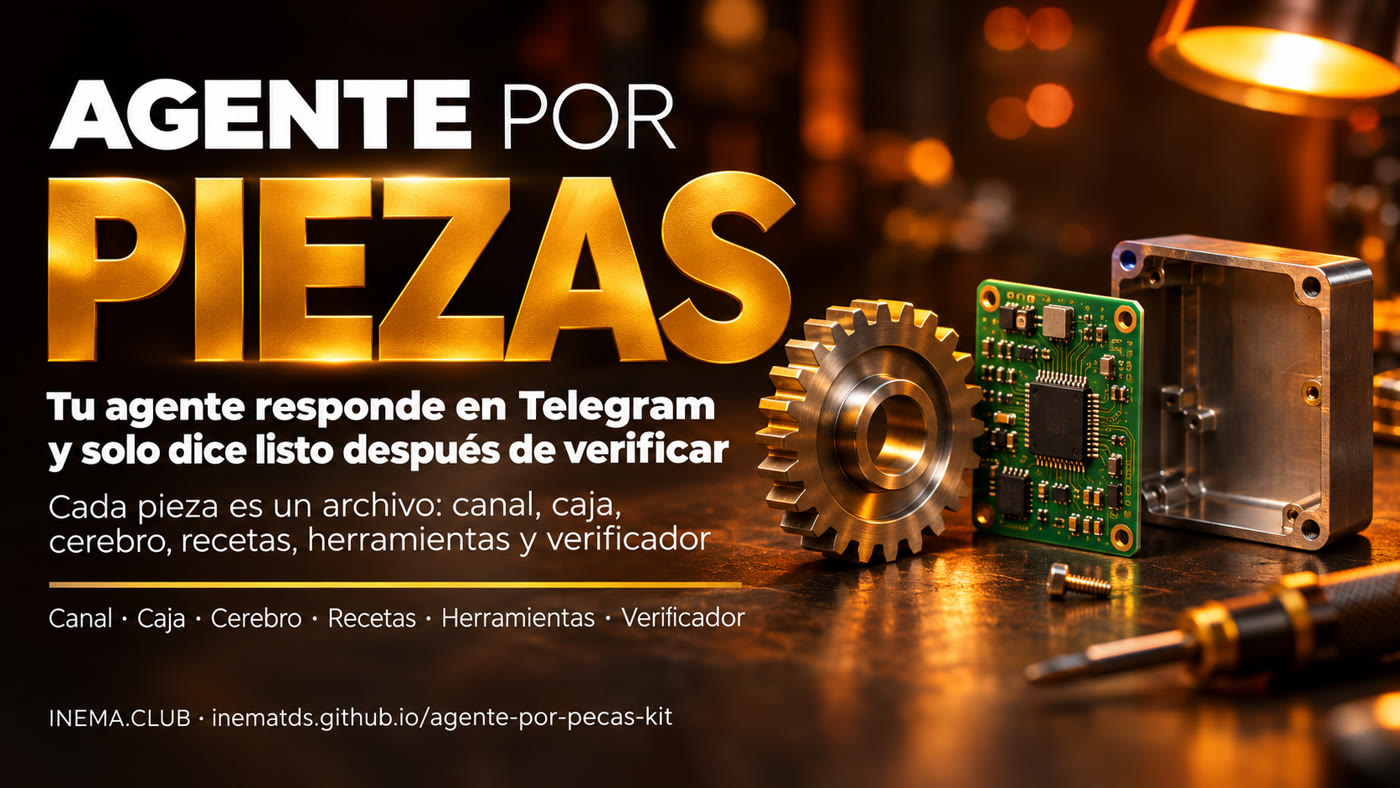 AGENTE POR
PIEZAS
Tu agente responde en Telegram
y solo dice listo después de verificar
Cada pieza es un archivo: canal, caja,
cerebro, recetas, herramientas y verificador
Canal · Caja · Cerebro · Recetas · Herramientas · Verificador
INEMA.CLUB · inematds.github.io/agente-por-pecas-kit